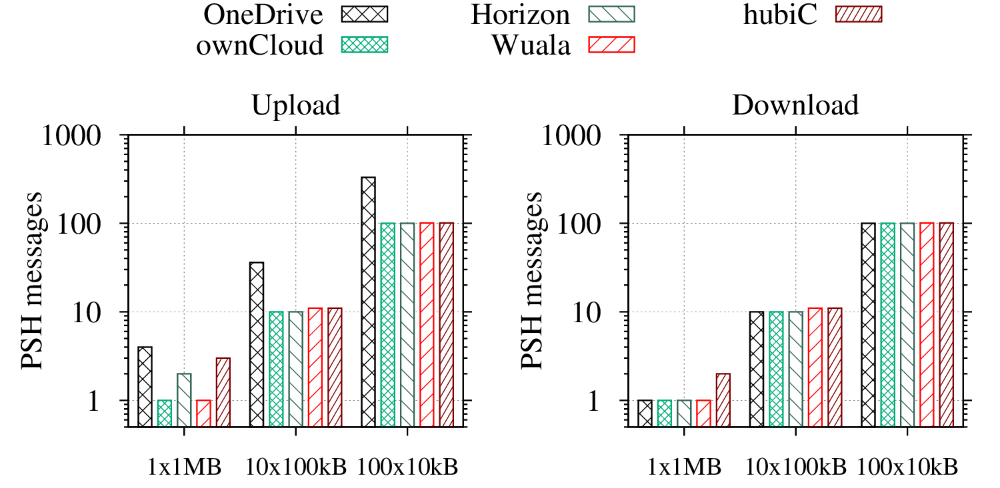 OneDrive
Horizon
hubiC
ownCloud
Wuala
Upload
Download
PSH messages
1000
100
10
1
1x1MB 10x100kB 100x10kB
PSH messages
1000
100
10
1
1x1MB 10x100kB 100x10kB